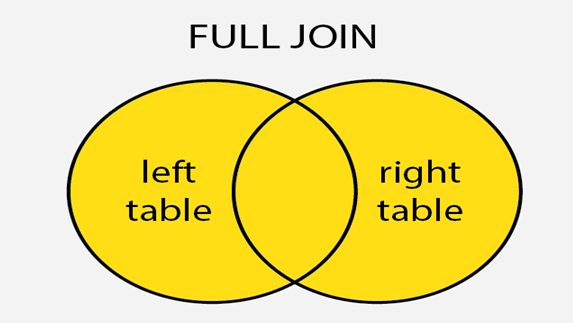 FULL JOIN
left
table
right
table